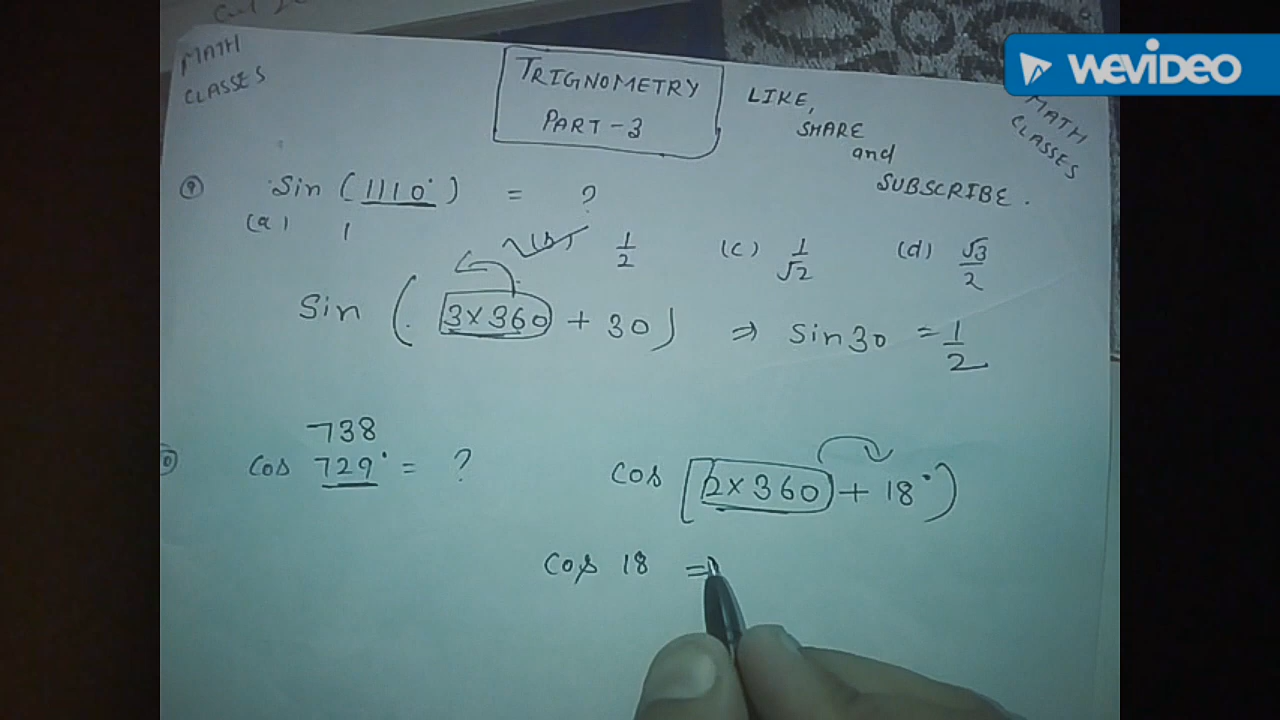 MATH
CLASSES
TRIGNOMETRY
PART-3
LIKE,
SHARE
and
SUBSCRIBE.
MATH
CLASSES
WEVIDEO
9 Sin (1110°) = ?
(a) 1 (b) 1/2 (c) 1/√2 (d) √3/2
Sin (3×360 + 30) ⇒ Sin30 = 1/2
738
cos 729° = ? cos [2×360 + 18°)
cos 18 =